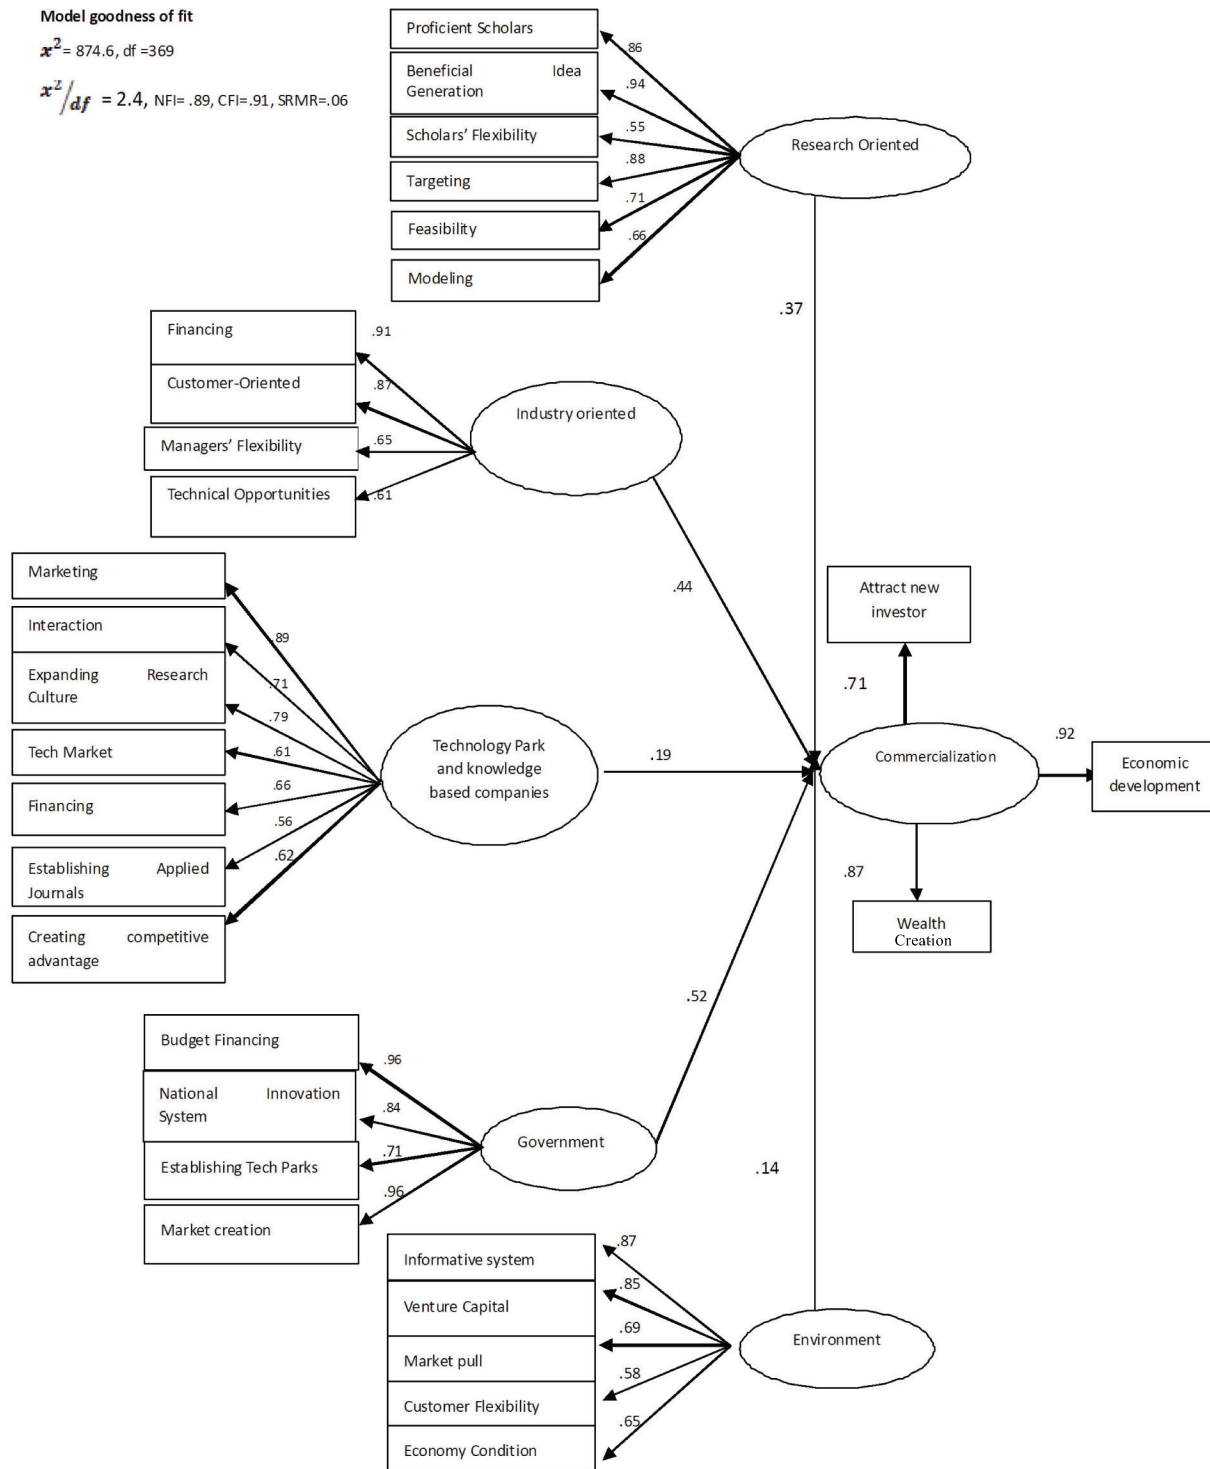 Model goodness of fit
x²= 874.6, df =369
x²/df = 2.4, NFI= .89, CFI=.91, SRMR=.06
Proficient Scholars
Beneficial Idea
Generation
Scholars’ Flexibility
Targeting
Feasibility
Modeling
86
.94
.55
.88
.71
.66
Research Oriented
.37
Financing
Customer-Oriented
Managers’ Flexibility
Technical Opportunities
.91
.87
.65
.61
Industry oriented
.44
Marketing
Interaction
Expanding Research
Culture
Tech Market
Financing
Establishing Applied
Journals
Creating competitive
advantage
.89
.71
.79
.61
.66
.56
.62
Technology Park
and knowledge
based companies
.19
Attract new
investor
.71
Commercialization
.92
Economic
development
.87
Wealth
Creation
.52
Budget Financing
National Innovation
System
Establishing Tech Parks
Market creation
.96
.84
.71
.96
Government
.14
Informative system
Venture Capital
Market pull
Customer Flexibility
Economy Condition
.87
.85
.69
.58
.65
Environment